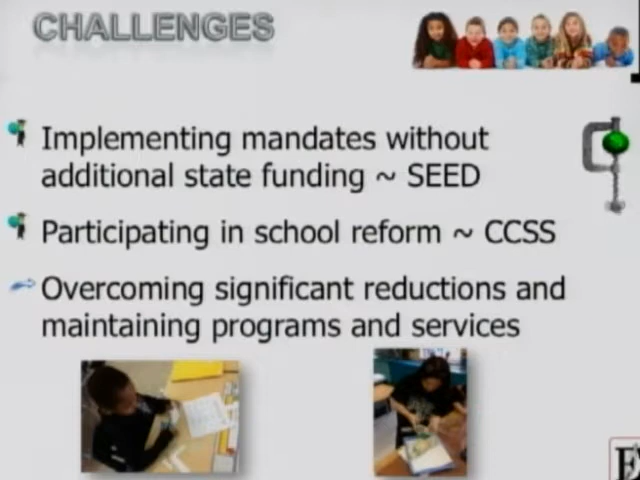 CHALLENGES
Implementing mandates without
additional state funding ~ SEED
Participating in school reform ~ CCSS
Overcoming significant reductions and
maintaining programs and services
E